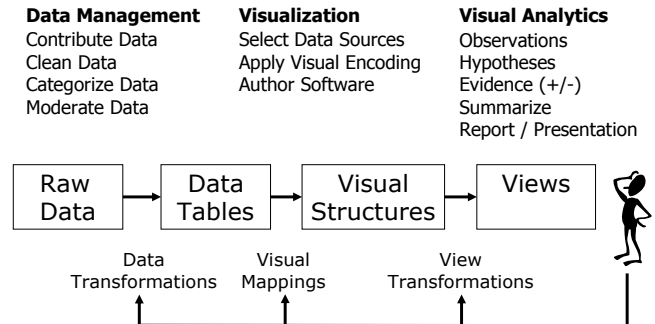 Data Management
Contribute Data
Clean Data
Categorize Data
Moderate Data
Visualization
Select Data Sources
Apply Visual Encoding
Author Software
Visual Analytics
Observations
Hypotheses
Evidence (+/-)
Summarize
Report / Presentation
Raw
Data
Data
Tables
Visual
Structures
Views
Data
Transformations
Visual
Mappings
View
Transformations